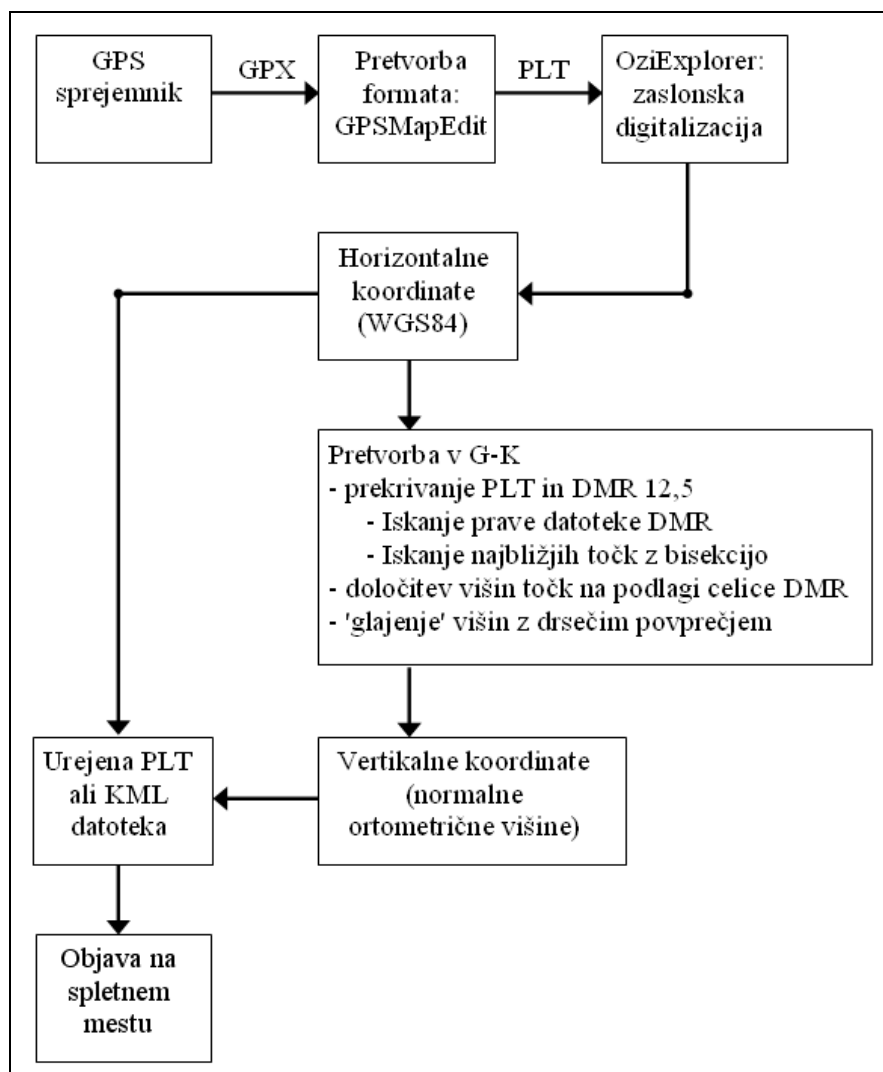 GPS
sprejemnik
GPX
Pretvorba
formata:
GPSMapEdit
PLT
OziExplorer:
zaslonska
digitalizacija
Horizontalne
koordinate
(WGS84)
Pretvorba v G-K
- prekrivanje PLT in DMR 12,5
- Iskanje prave datoteke DMR
- Iskanje najbližjih točk z bisekcijo
- določitev višin točk na podlagi celice DMR
- 'glajenje' višin z drsečim povprečjem
Urejena PLT
ali KML
datoteka
Vertikalne koordinate
(normalne
ortometrične višine)
Objava na
spletnem
mestu